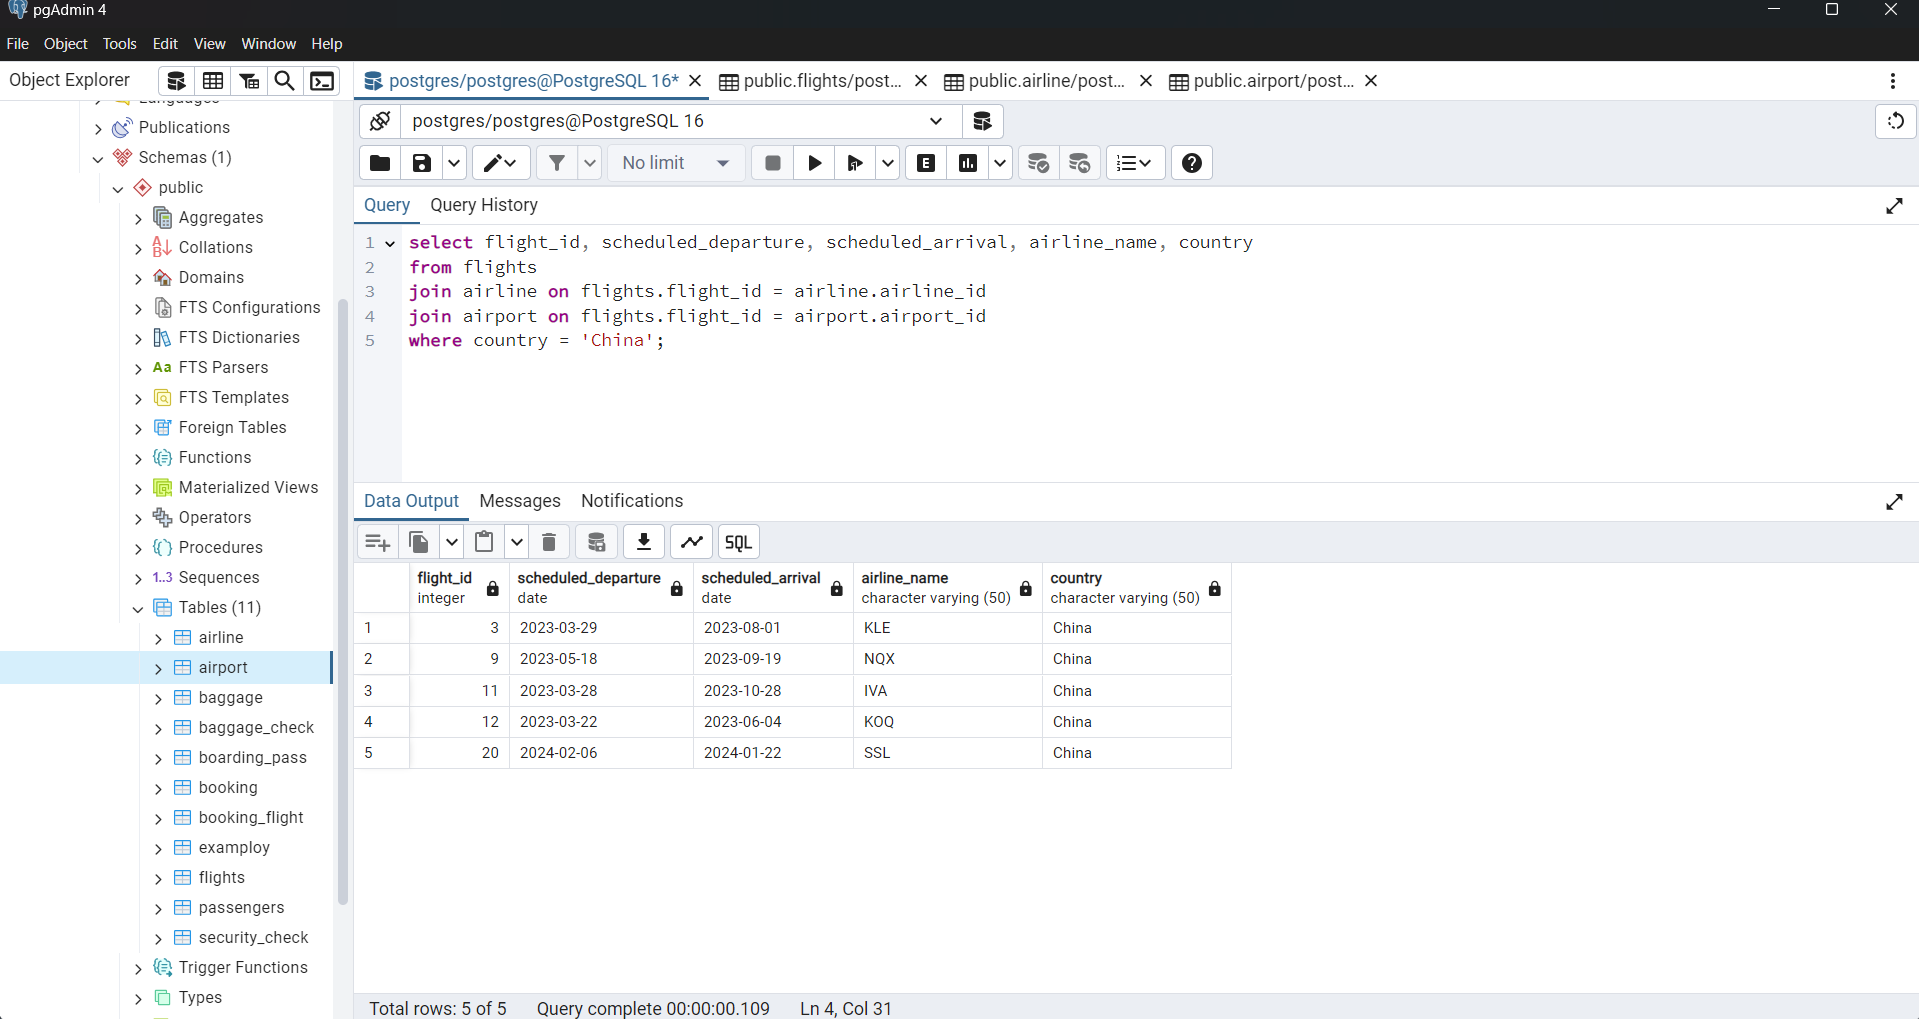 pgAdmin 4
File Object Tools Edit View Window Help
Object Explorer
postgres/postgres@PostgreSQL 16* public.flights/post... public.airline/post... public.airport/post...
Languages
Publications
Schemas (1)
public
Aggregates
Collations
Domains
FTS Configurations
FTS Dictionaries
Aa FTS Parsers
FTS Templates
Foreign Tables
Functions
Materialized Views
Operators
Procedures
1..3 Sequences
Tables (11)
airline
airport
baggage
baggage_check
boarding_pass
booking
booking_flight
examploy
flights
passengers
security_check
Trigger Functions
Types
postgres/postgres@PostgreSQL 16
No limit E
Query Query History
1 select flight_id, scheduled_departure, scheduled_arrival, airline_name, country
2 from flights
3 join airline on flights.flight_id = airline.airline_id
4 join airport on flights.flight_id = airport.airport_id
5 where country = 'China';
Data Output Messages Notifications
SQL
flight_id scheduled_departure scheduled_arrival airline_name country
integer date date character varying (50) character varying (50)
1 3 2023-03-29 2023-08-01 KLE China
2 9 2023-05-18 2023-09-19 NQX China
3 11 2023-03-28 2023-10-28 IVA China
4 12 2023-03-22 2023-06-04 KOQ China
5 20 2024-02-06 2024-01-22 SSL China
Total rows: 5 of 5 Query complete 00:00:00.109 Ln 4, Col 31